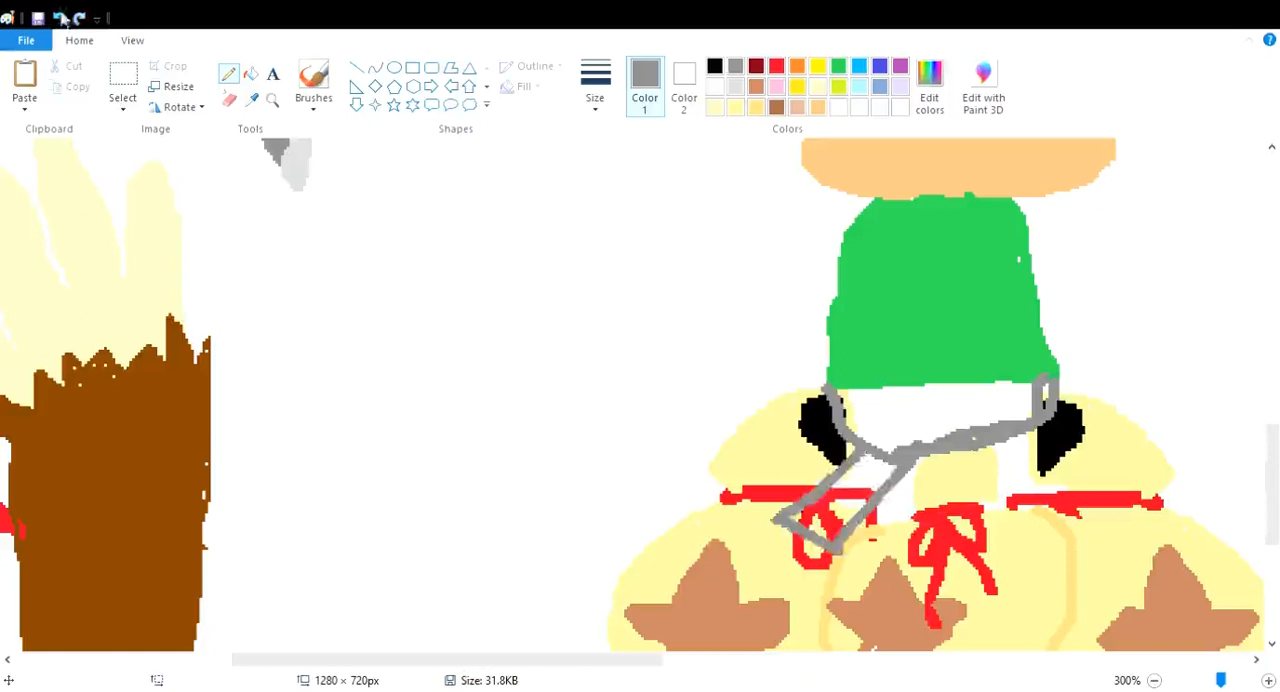 File Home View
Paste Cut Copy
Select Crop Resize Rotate
A
Brushes
Outline Fill
Size
Color 1 Color 2
Edit colors Edit with Paint 3D
Clipboard Image Tools Shapes Colors
1280 × 720px Size: 31.8KB 300%